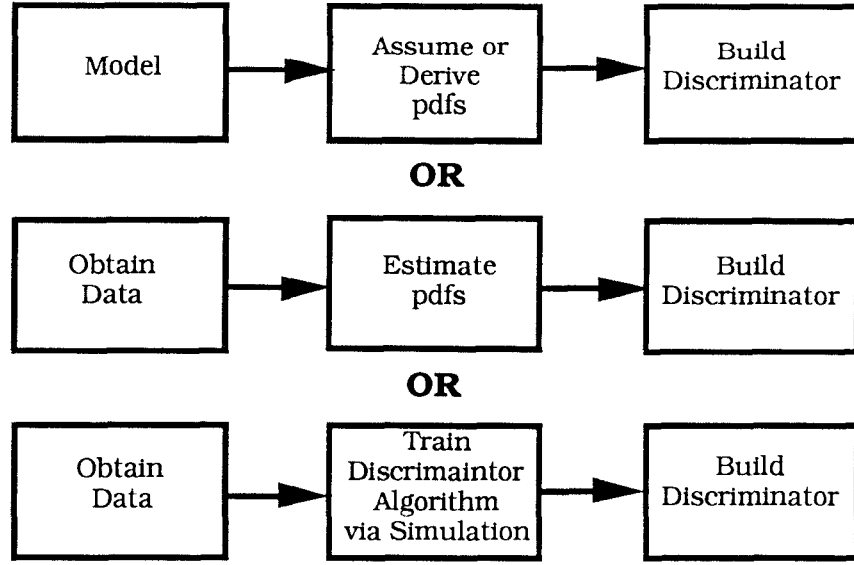 Model
Assume or
Derive
pdfs
Build
Discriminator
OR
Obtain
Data
Estimate
pdfs
Build
Discriminator
OR
Obtain
Data
Train
Discrimaintor
Algorithm
via Simulation
Build
Discriminator